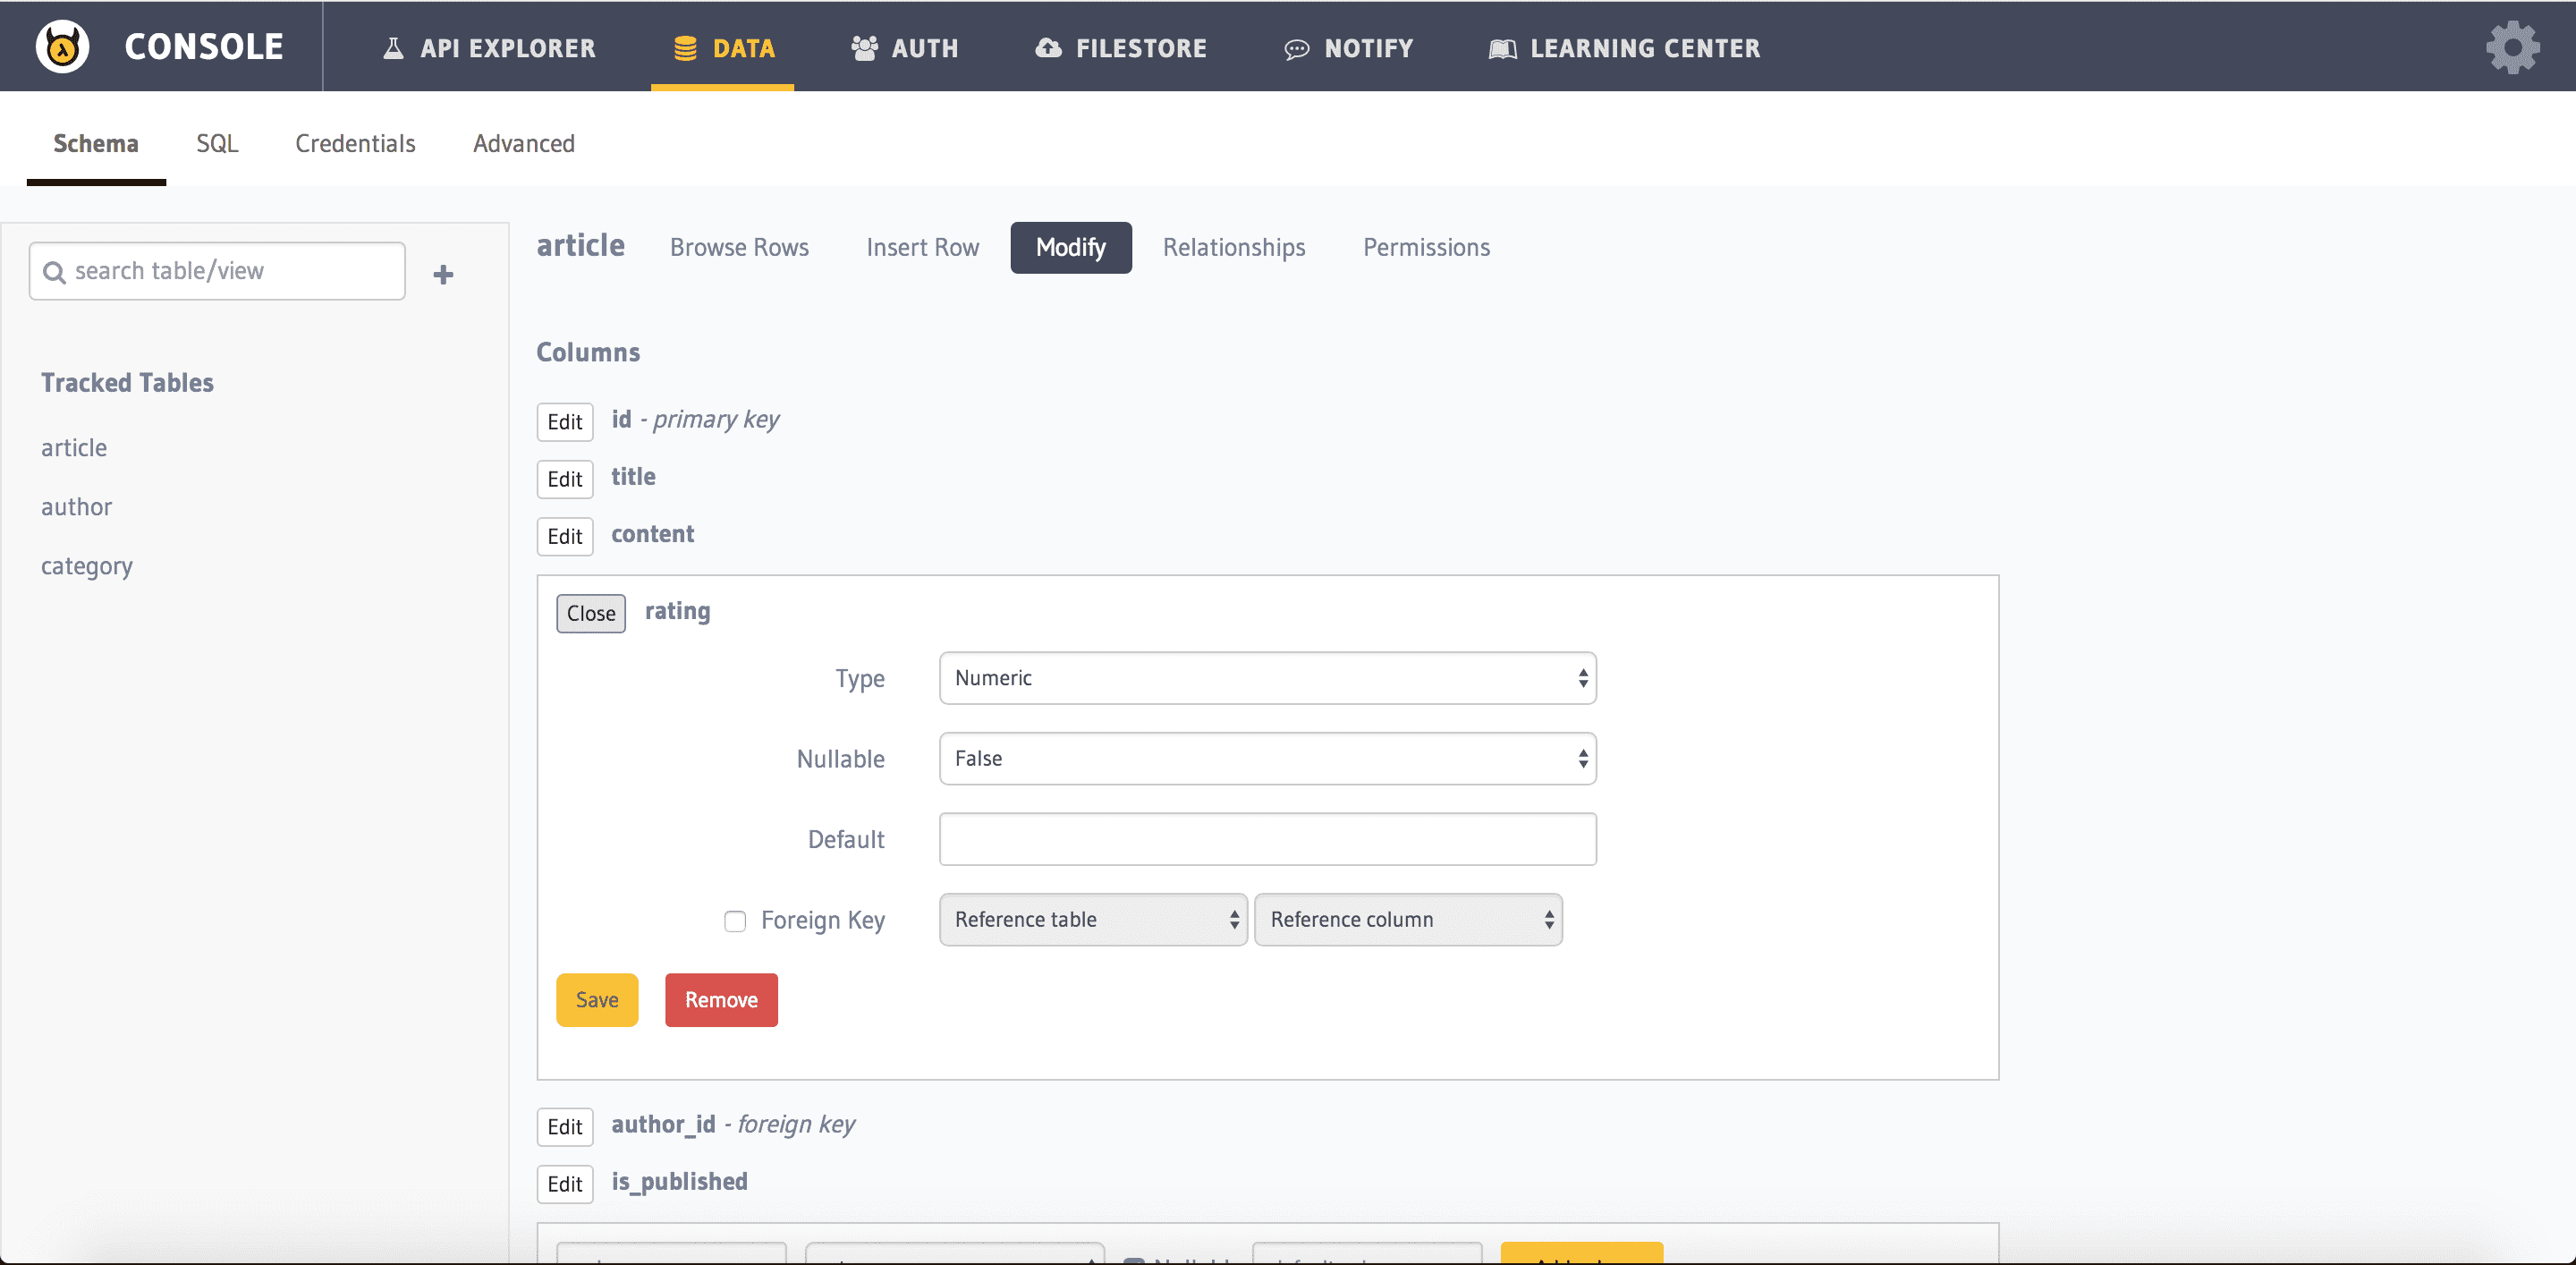 CONSOLE API EXPLORER DATA AUTH FILESTORE NOTIFY LEARNING CENTER
Schema SQL Credentials Advanced
search table/view
Tracked Tables
article
author
category
article Browse Rows Insert Row Modify Relationships Permissions
Columns
Edit id - primary key
Edit title
Edit content
Close rating
Type Numeric
Nullable False
Default
Foreign Key Reference table Reference column
Save Remove
Edit author_id - foreign key
Edit is_published